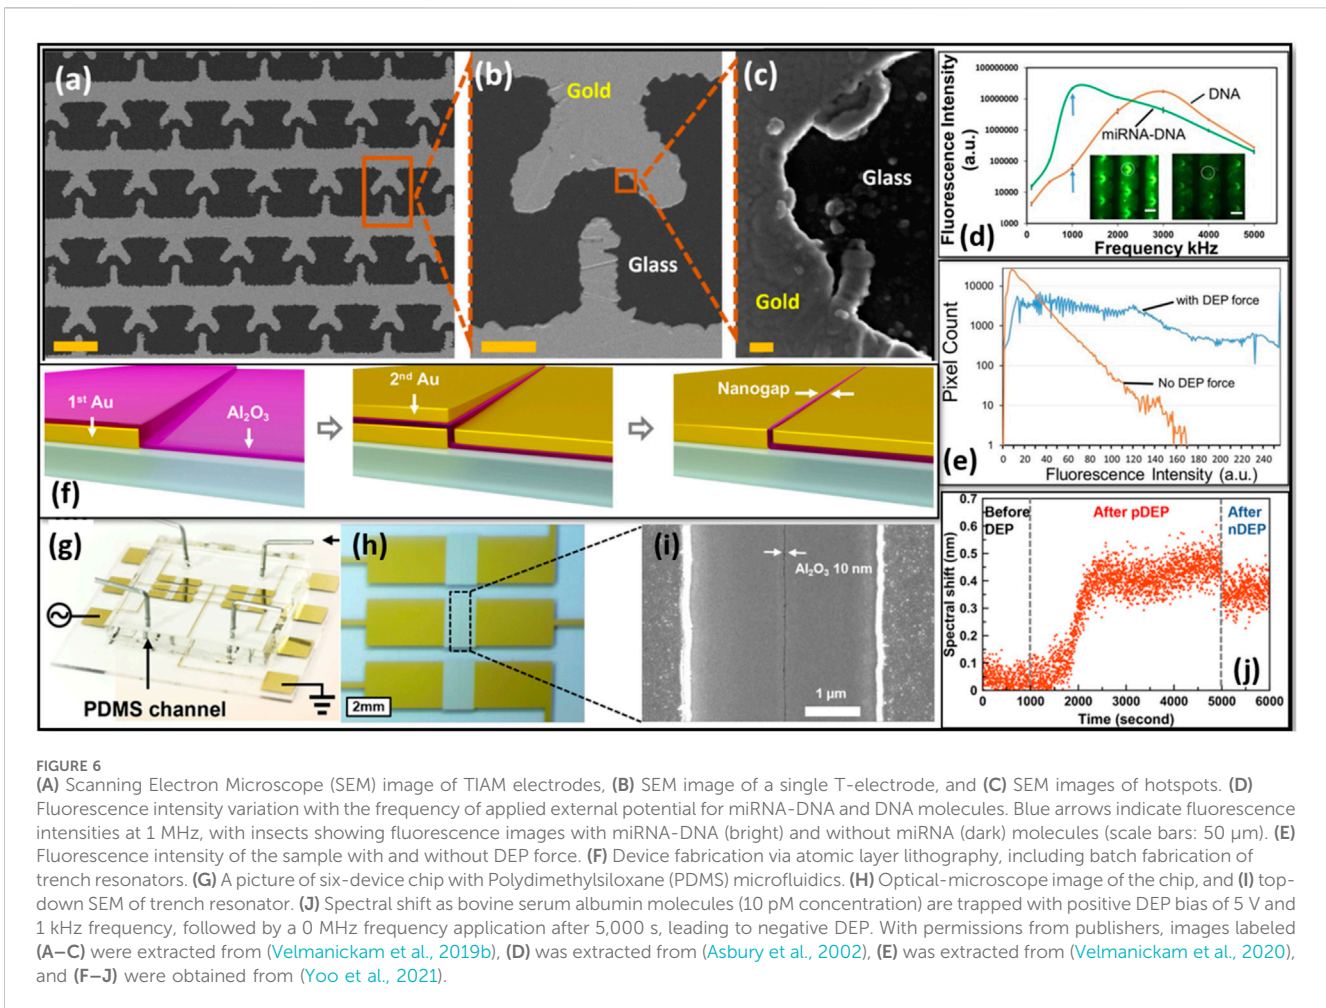 (a)
(b)
Gold
Glass
(c)
Glass
Gold
Fluorescence Intensity
(a.u.)
100000000
10000000
1000000
100000
10000
1000
DNA
miRNA-DNA
0
1000
2000
3000
4000
5000
Frequency kHz
(d)
Pixel Count
10000
1000
100
10
1
with DEP force
No DEP force
0 10 20 30 40 50 60 70 80 90 100 110 120 130 140 150 160 170 180 190 200 210 220 230 240
Fluorescence Intensity (a.u.)
(e)
1st Au
Al2O3
2nd Au
Nanogap
(f)
(g)
PDMS channel
(h)
2mm
(i)
Al2O3 10 nm
1 µm
Spectral shift (nm)
0.7
0.6
0.5
0.4
0.3
0.2
0.1
0
Before
DEP
After pDEP
After
nDEP
(j)
0 1000 2000 3000 4000 5000 6000
Time (second)
FIGURE 6
(A) Scanning Electron Microscope (SEM) image of TIAM electrodes, (B) SEM image of a single T-electrode, and (C) SEM images of hotspots. (D)
Fluorescence intensity variation with the frequency of applied external potential for miRNA-DNA and DNA molecules. Blue arrows indicate fluorescence
intensities at 1 MHz, with insects showing fluorescence images with miRNA-DNA (bright) and without miRNA (dark) molecules (scale bars: 50 µm). (E)
Fluorescence intensity of the sample with and without DEP force. (F) Device fabrication via atomic layer lithography, including batch fabrication of
trench resonators. (G) A picture of six-device chip with Polydimethylsiloxane (PDMS) microfluidics. (H) Optical-microscope image of the chip, and (I) top-
down SEM of trench resonator. (J) Spectral shift as bovine serum albumin molecules (10 pM concentration) are trapped with positive DEP bias of 5 V and
1 kHz frequency, followed by a 0 MHz frequency application after 5,000 s, leading to negative DEP. With permissions from publishers, images labeled
(A–C) were extracted from (Velmanickam et al., 2019b), (D) was extracted from (Asbury et al., 2002), (E) was extracted from (Velmanickam et al., 2020),
and (F–J) were obtained from (Yoo et al., 2021).